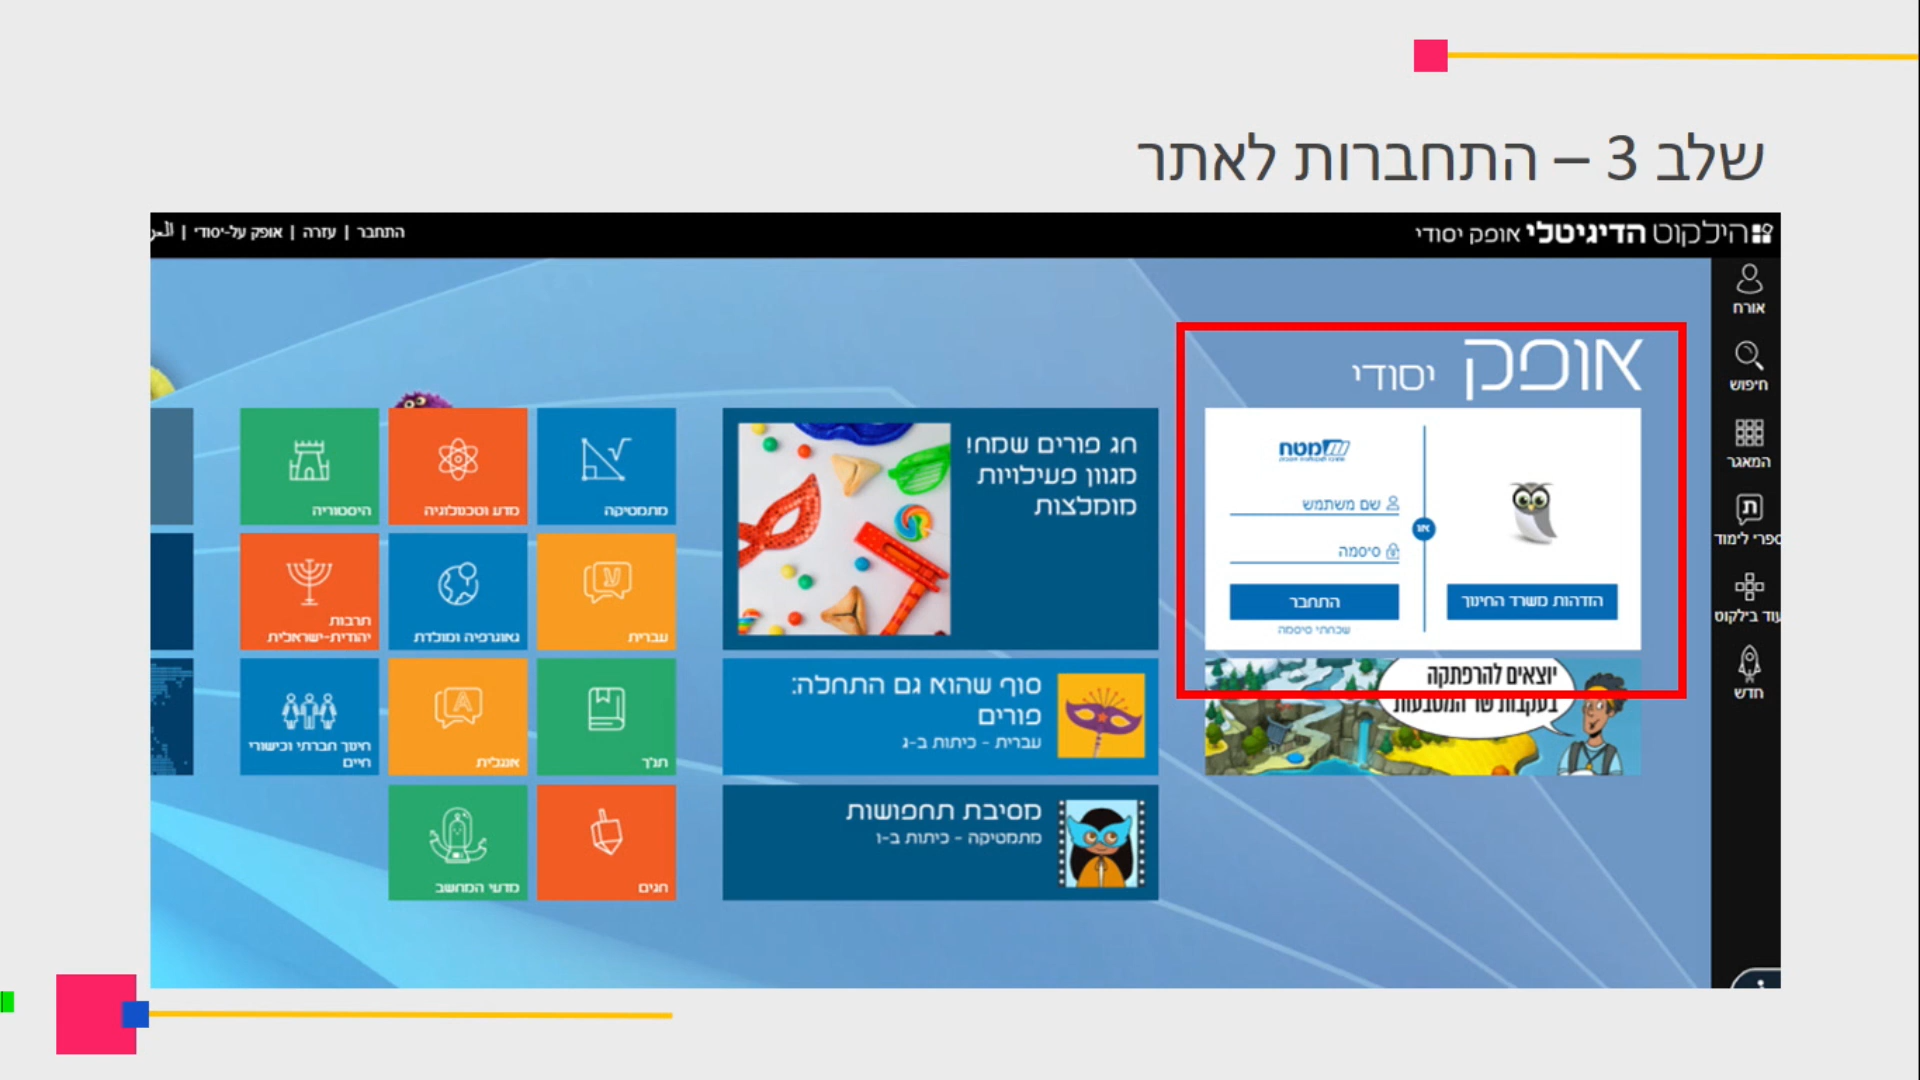 שלב 3 – התחברות לאתר
הילקוט הדיגיטלי אופק יסודי
התחבר | עזרה | אופק על-יסודי |
אורח
חיפוש
המאגר
ספרי לימוד
עוד בילקוט
חדש
אופק יסודי
הזדהות משרד החינוך
או
מטח
שם משתמש
סיסמה
התחבר
שכחתי סיסמה
יוצאים להרפתקה
בעקבות שר המטבעות
חג פורים שמח!
מגוון פעילויות
מומלצות
סוף שהוא גם התחלה:
פורים
עברית - כיתות ב-ג
מסיבת תחפושות
מתמטיקה - כיתות ב-ו
מתמטיקה
מדע וטכנולוגיה
היסטוריה
עברית
גאוגרפיה ומולדת
תרבות
יהודית-ישראלית
תנ"ך
אנגלית
חינוך חברתי וכישורי
חיים
חגים
מדעי המחשב